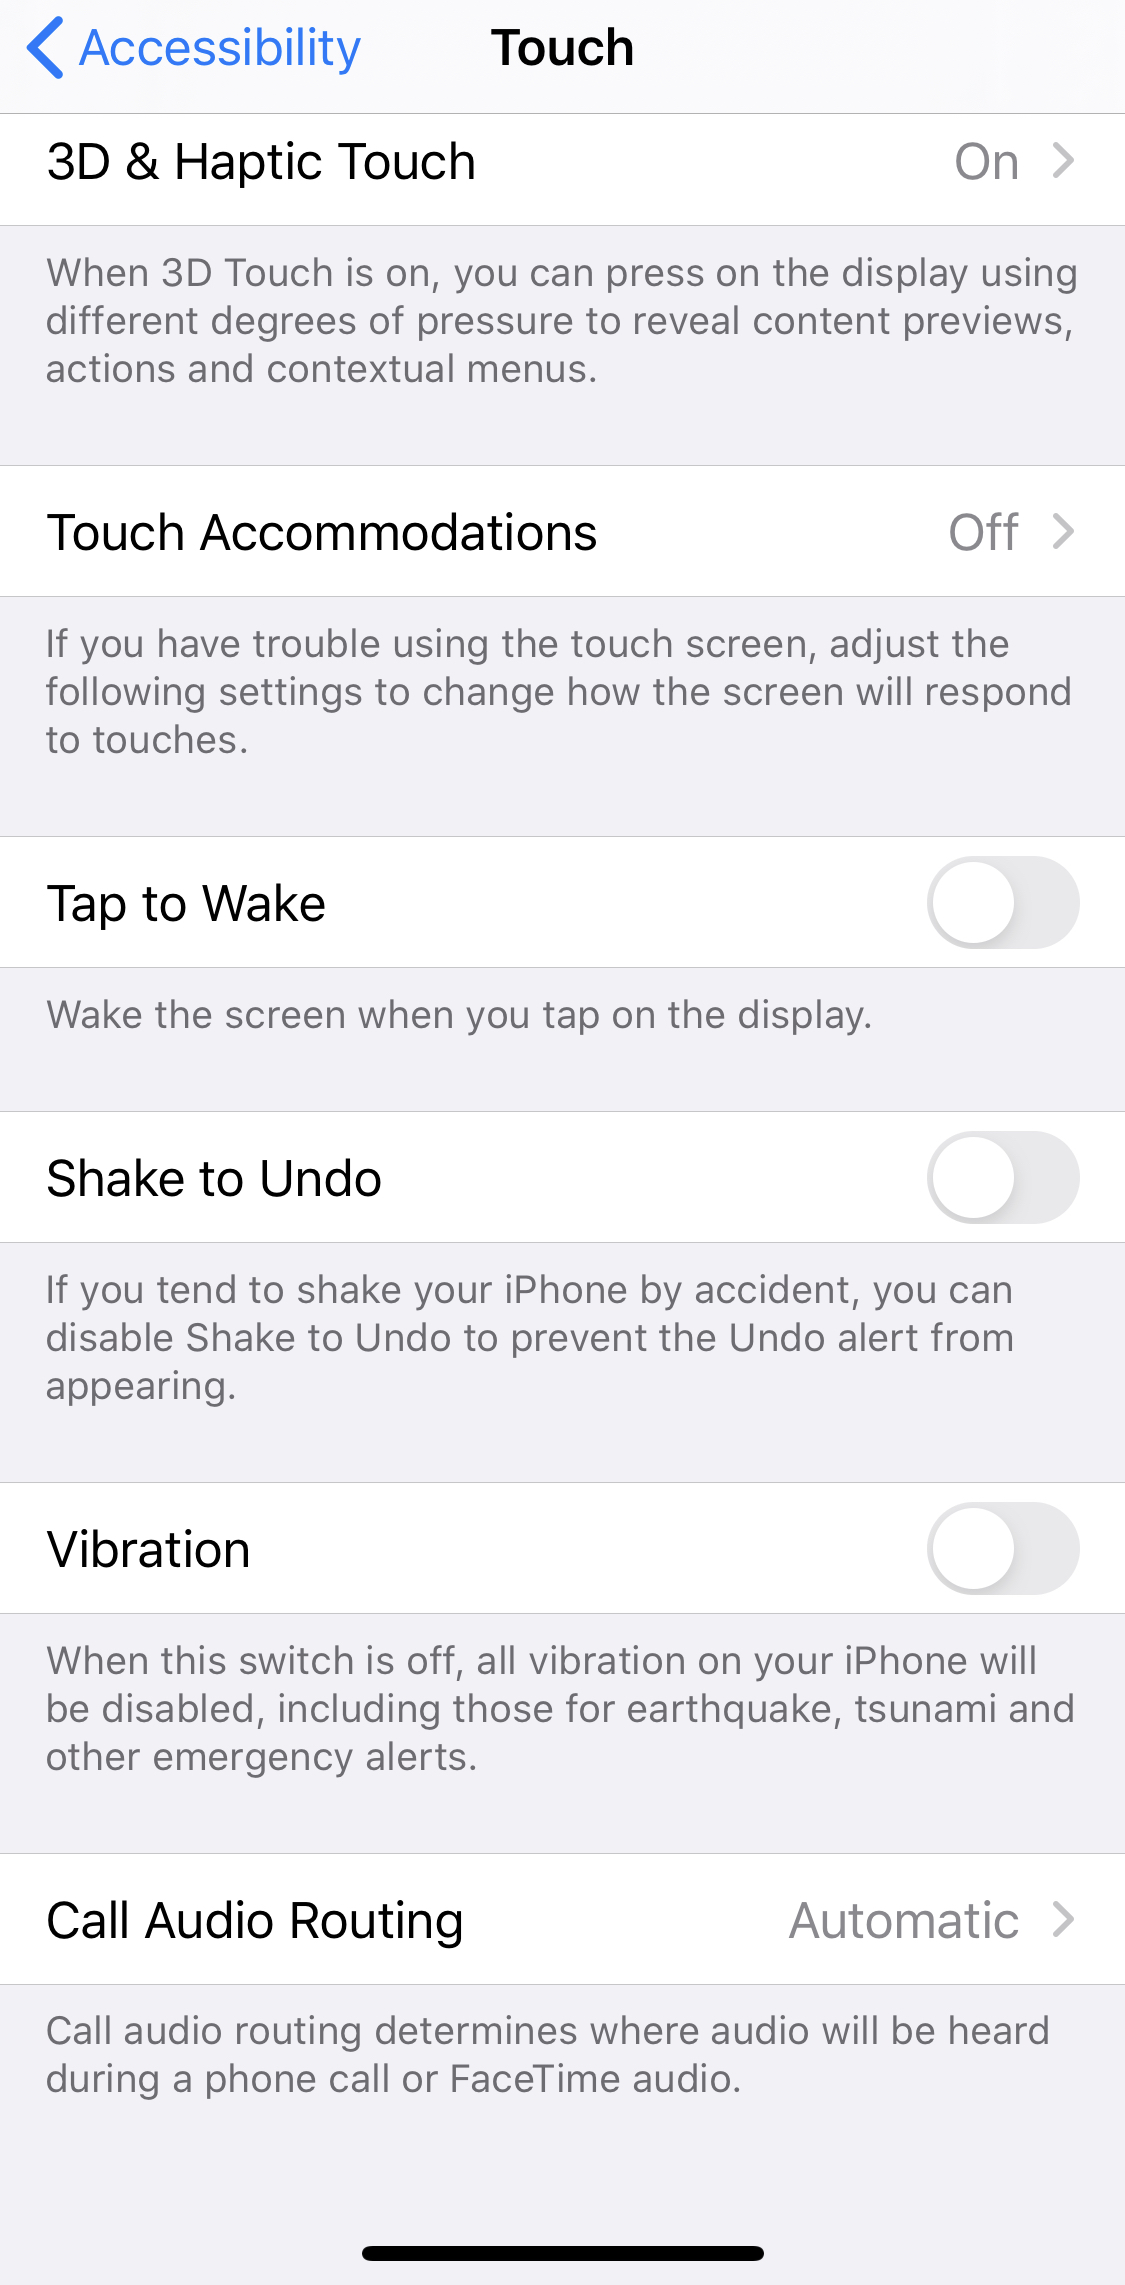 Accessibility
Touch
3D & Haptic Touch
On
When 3D Touch is on, you can press on the display using
different degrees of pressure to reveal content previews,
actions and contextual menus.
Touch Accommodations
Off
If you have trouble using the touch screen, adjust the
following settings to change how the screen will respond
to touches.
Tap to Wake
Wake the screen when you tap on the display.
Shake to Undo
If you tend to shake your iPhone by accident, you can
disable Shake to Undo to prevent the Undo alert from
appearing.
Vibration
When this switch is off, all vibration on your iPhone will
be disabled, including those for earthquake, tsunami and
other emergency alerts.
Call Audio Routing
Automatic
Call audio routing determines where audio will be heard
during a phone call or FaceTime audio.